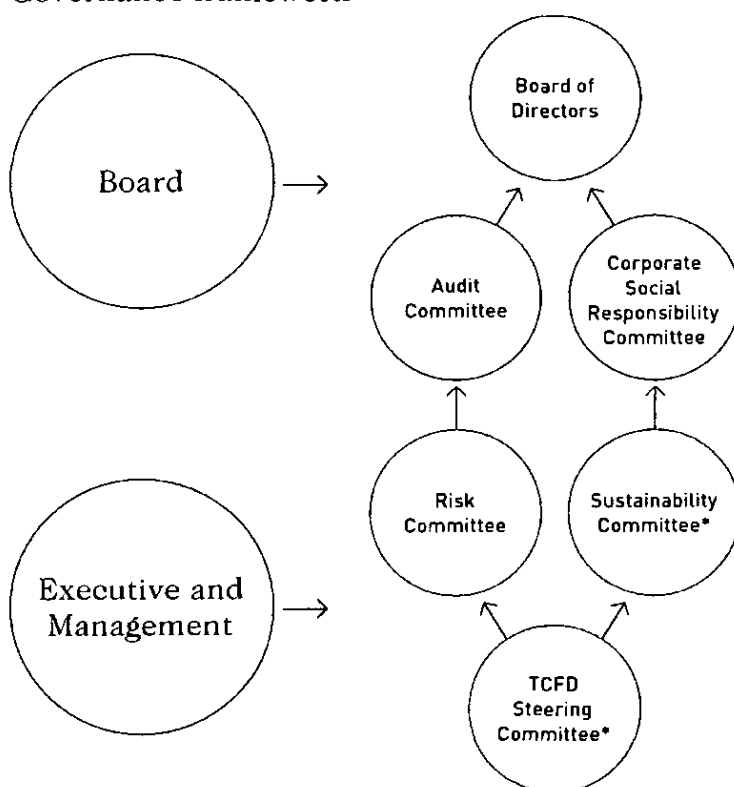 Board of
Directors
Board
Audit
Committee
Corporate
Social
Responsibility
Committee
Risk
Committee
Sustainability
Committee*
Executive and
Management
TCFD
Steering
Committee*